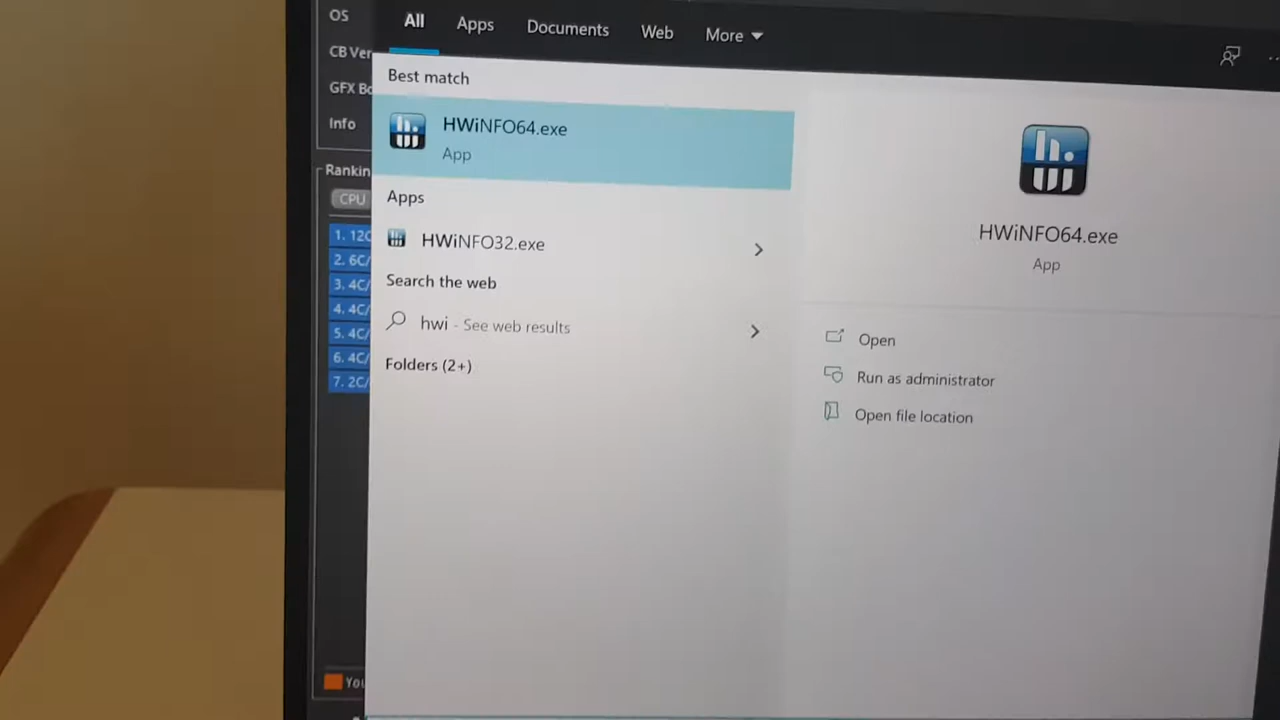 OS
CB Ver
GFX Bo
Info
Rankin
CPU
1. 12C
2. 6C/
3. 4C/
4. 4C/
5. 4C/
6. 4C/
7. 2C/
You
All Apps Documents Web More
Best match
HWiNFO64.exe
App
Apps
HWiNFO32.exe
Search the web
hwi - See web results
Folders (2+)
HWiNFO64.exe
App
Open
Run as administrator
Open file location